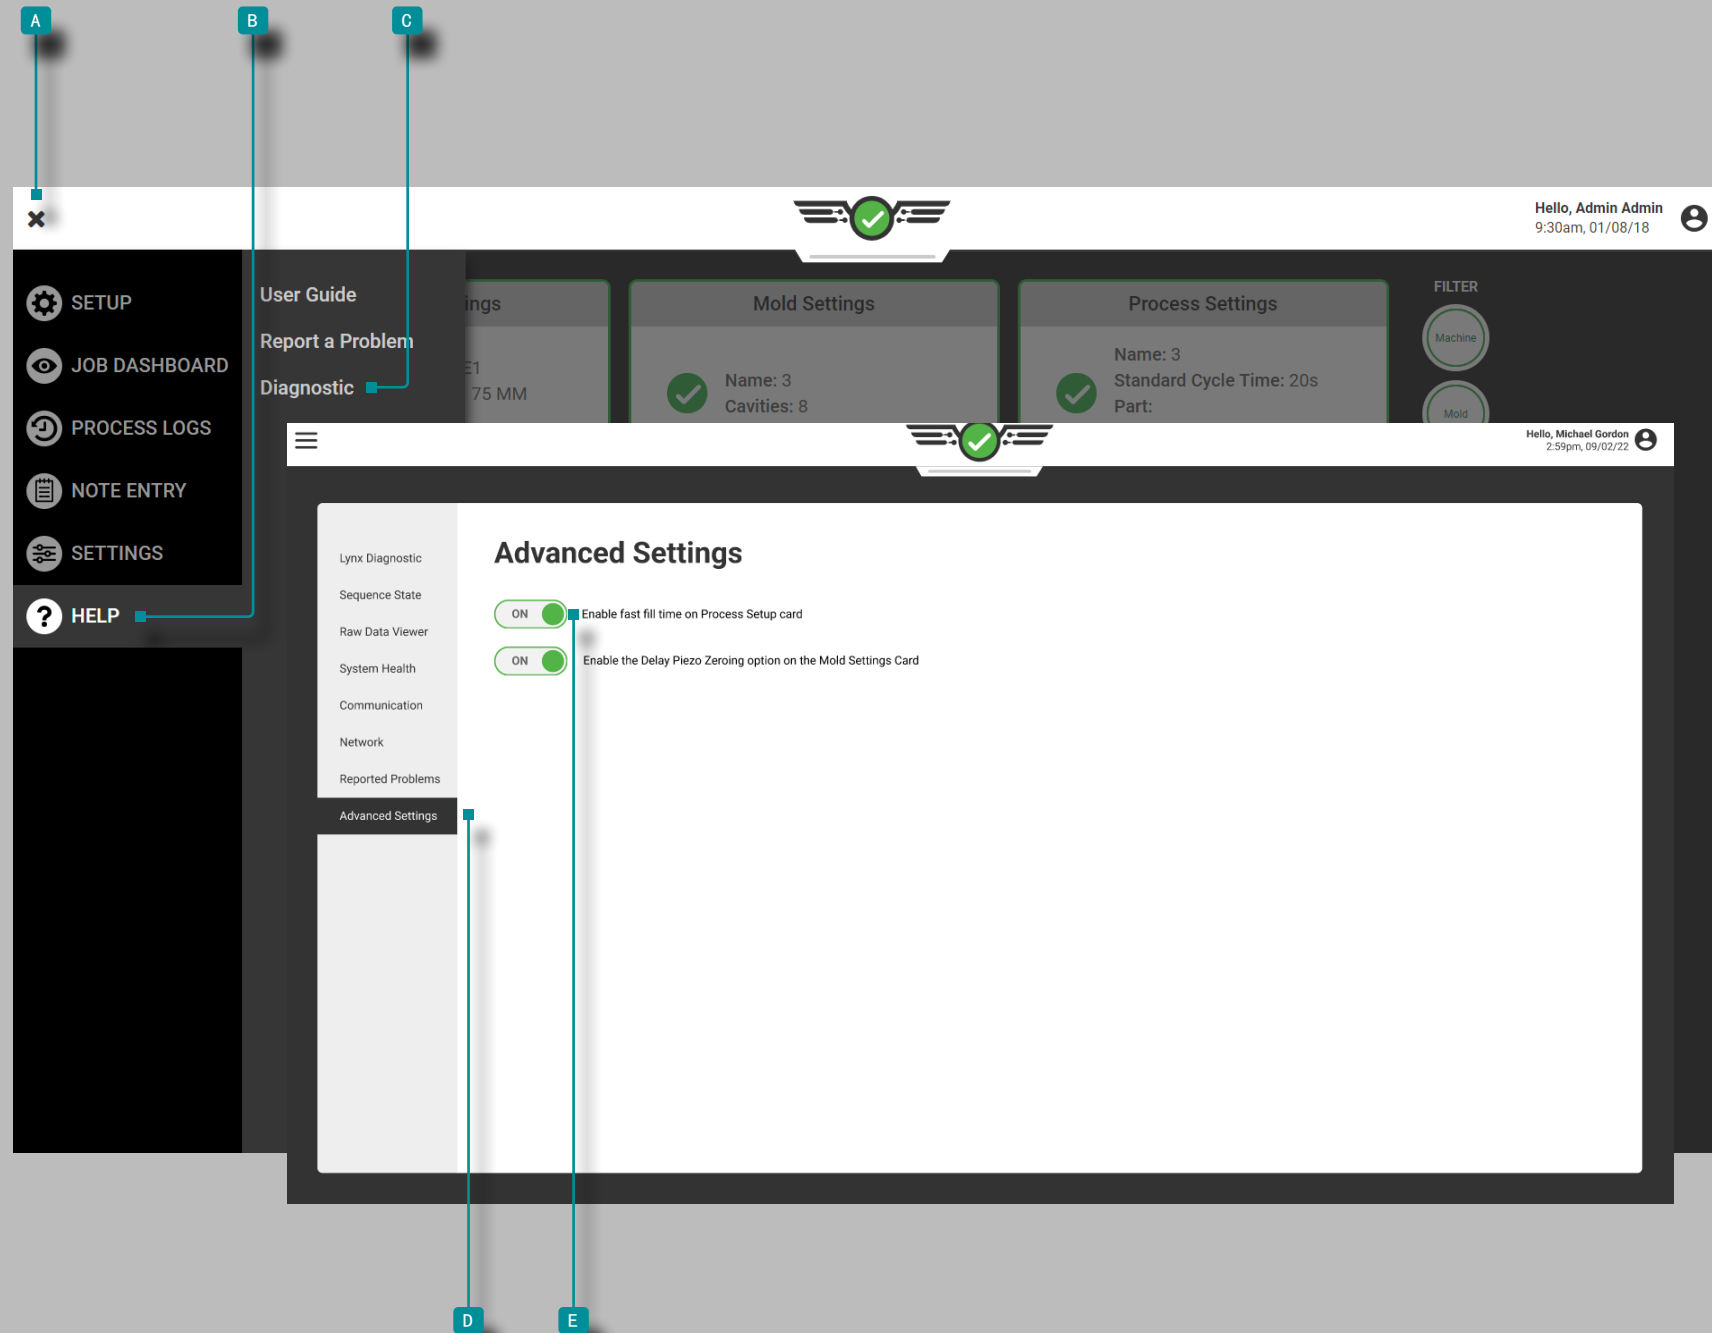 A B C
Hello, Admin Admin
9:30am, 01/08/18
SETUP
JOB DASHBOARD
PROCESS LOGS
NOTE ENTRY
SETTINGS
HELP
User Guide
Report a Problem
Diagnostic
ings
E1
75 MM
Mold Settings
Name: 3
Cavities: 8
Process Settings
Name: 3
Standard Cycle Time: 20s
Part:
FILTER
Machine
Mold
Hello, Michael Gordon
2:59pm, 09/02/22
Lynx Diagnostic
Sequence State
Raw Data Viewer
System Health
Communication
Network
Reported Problems
Advanced Settings
Advanced Settings
ON Enable fast fill time on Process Setup card
ON Enable the Delay Piezo Zeroing option on the Mold Settings Card
D E